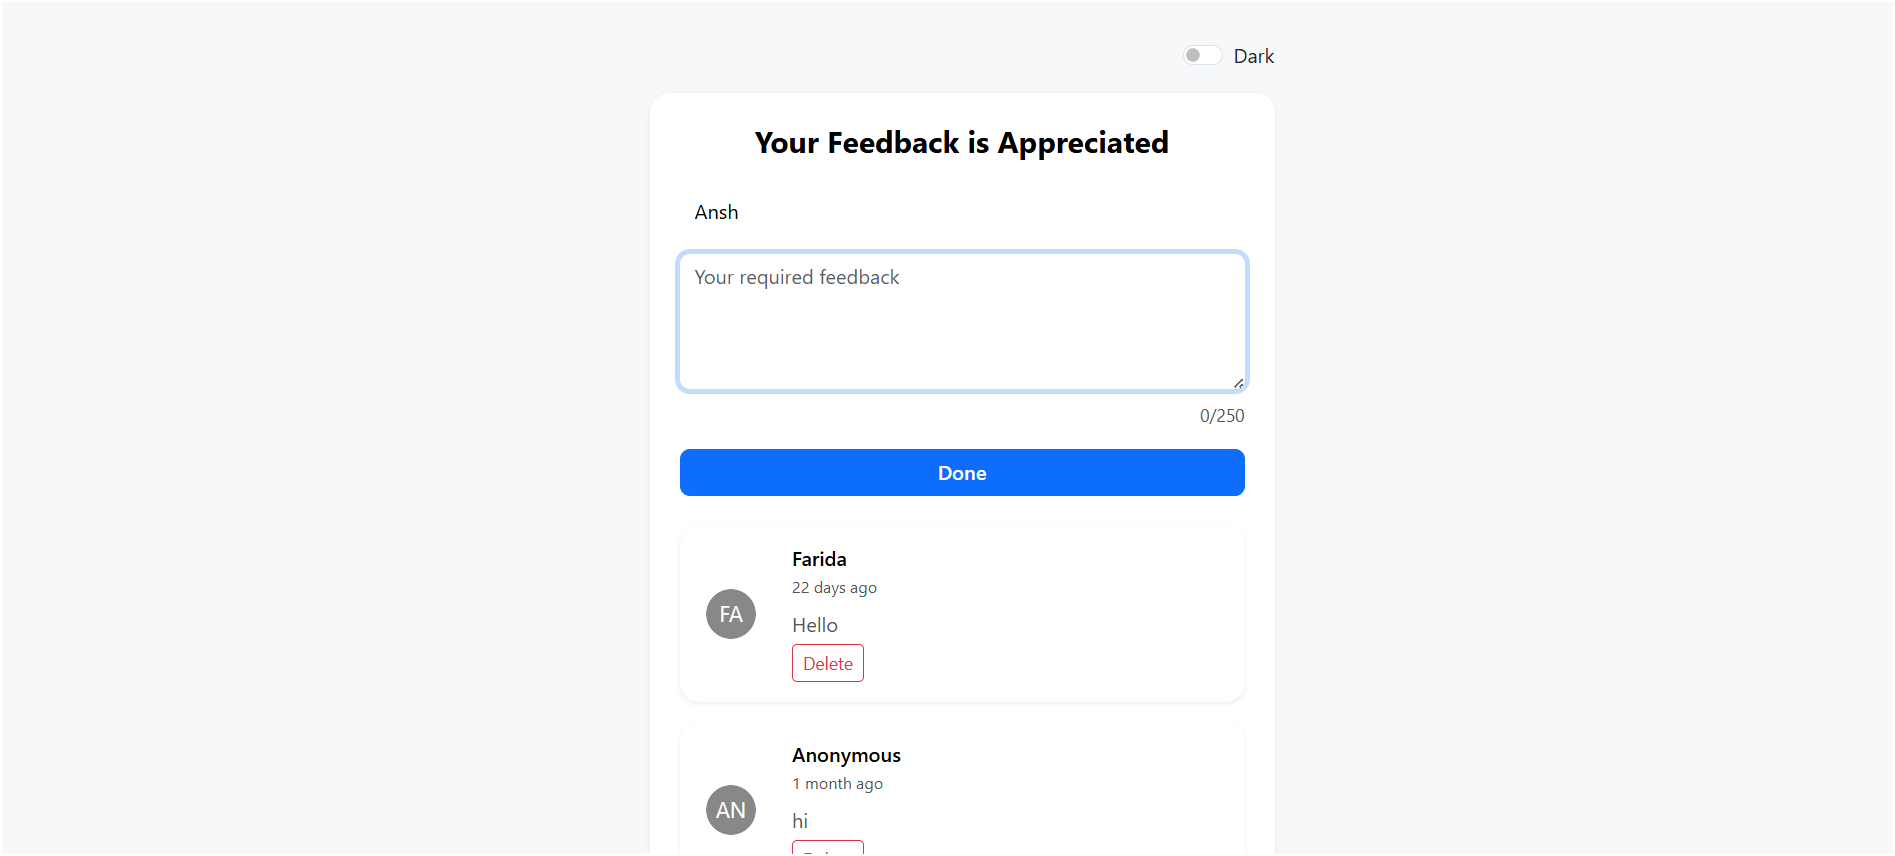 Dark
Your Feedback is Appreciated
Ansh
Your required feedback
0/250
Done
Farida
22 days ago
FA
Hello
Delete
Anonymous
1 month ago
AN
hi